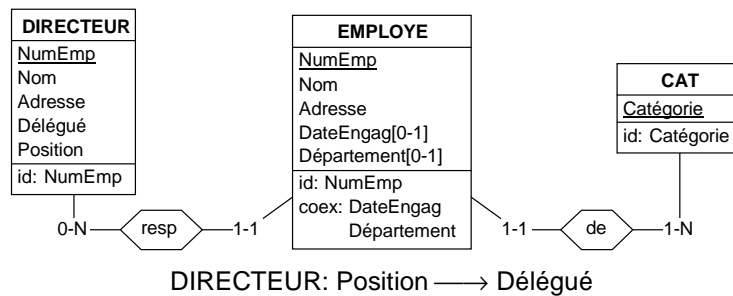 DIRECTEUR
NumEmp
Nom
Adresse
Délégué
Position
id: NumEmp
EMPLOYE
NumEmp
Nom
Adresse
DateEngag[0-1]
Département[0-1]
id: NumEmp
coex: DateEngag
Département
CAT
Catégorie
id: Catégorie
0-N
resp
1-1
1-1
de
1-N
DIRECTEUR: Position ⟶ Délégué